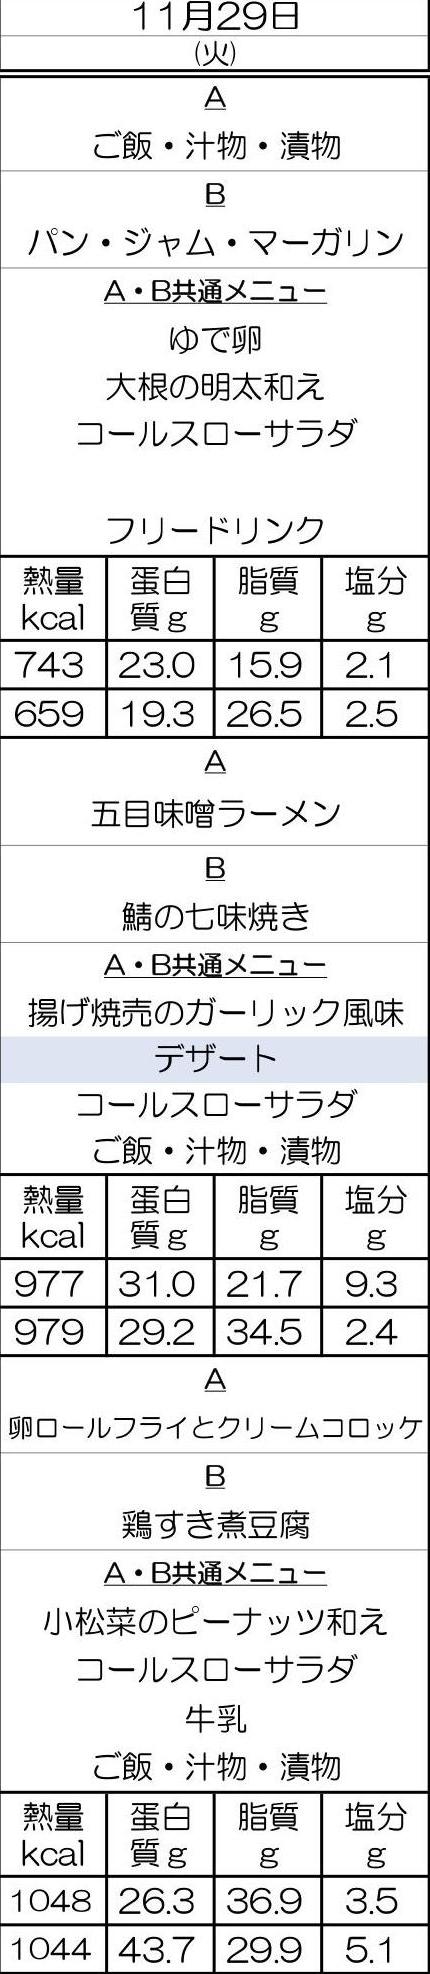 11月29日
(火)
A
ご飯・汁物・漬物
B
パン・ジャム・マーガリン
A・B共通メニュー
ゆで卵
大根の明太和え
コールスローサラダ
フリードリンク
熱量 蛋白 脂質 塩分
kcal 質g g g
743 23.0 15.9 2.1
659 19.3 26.5 2.5
A
五目味噌ラーメン
B
鯖の七味焼き
A・B共通メニュー
揚げ焼売のガーリック風味
デザート
コールスローサラダ
ご飯・汁物・漬物
熱量 蛋白 脂質 塩分
kcal 質g g g
977 31.0 21.7 9.3
979 29.2 34.5 2.4
A
卵ロールフライとクリームコロッケ
B
鶏すき煮豆腐
A・B共通メニュー
小松菜のピーナッツ和え
コールスローサラダ
牛乳
ご飯・汁物・漬物
熱量 蛋白 脂質 塩分
kcal 質g g g
1048 26.3 36.9 3.5
1044 43.7 29.9 5.1